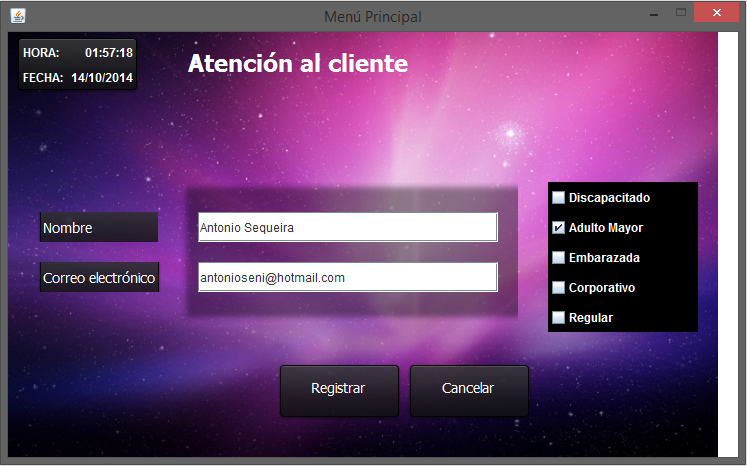 Menú Principal
HORA: 01:57:18
FECHA: 14/10/2014
Atención al cliente
Nombre
Antonio Sequeira
Correo electrónico
antonioseni@hotmail.com
Discapacitado
Adulto Mayor
Embarazada
Corporativo
Regular
Registrar
Cancelar